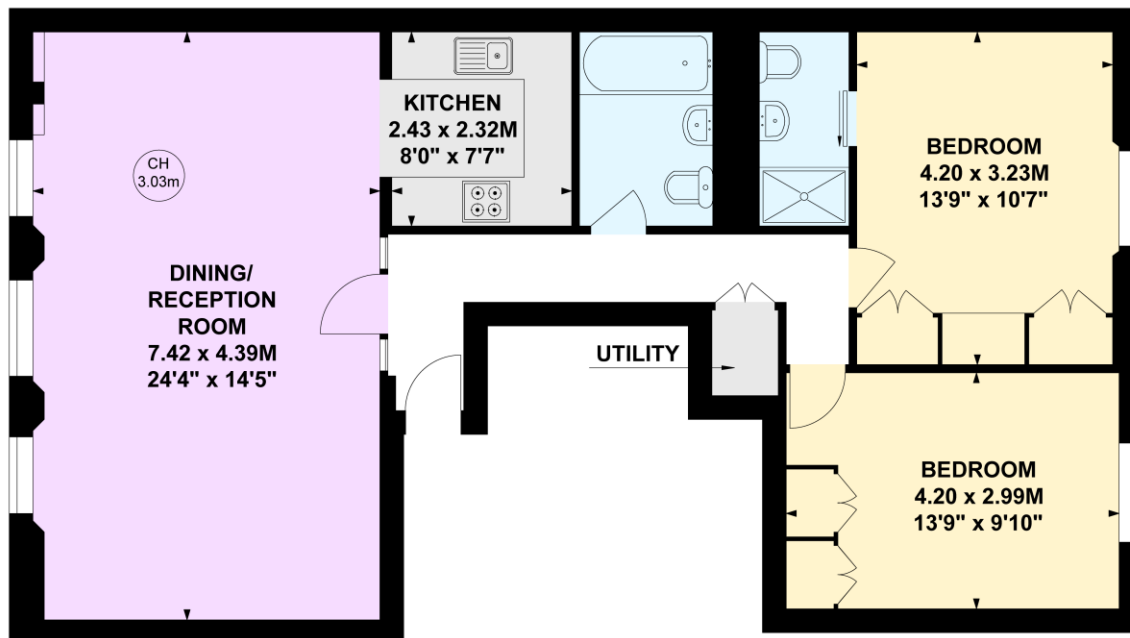 KITCHEN
2.43 x 2.32M
8'0" x 7'7"
CH
3.03m
BEDROOM
4.20 x 3.23M
13'9" x 10'7"
DINING/
RECEPTION
ROOM
7.42 x 4.39M
24'4" x 14'5"
UTILITY
BEDROOM
4.20 x 2.99M
13'9" x 9'10"